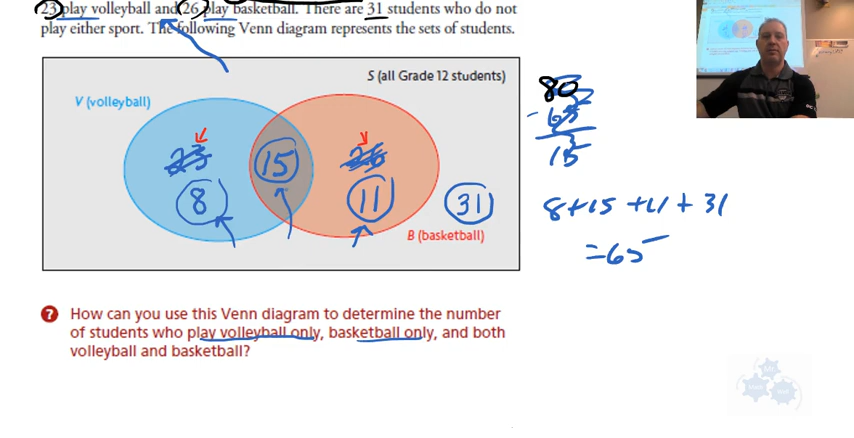 23 play volleyball and 26 play basketball. There are 31 students who do not
play either sport. The following Venn diagram represents the sets of students.
S (all Grade 12 students)
V (volleyball)
23
15
26
8
11
31
B (basketball)
80
- 65
15
8+15 +11 + 31
=65
? How can you use this Venn diagram to determine the number
of students who play volleyball only, basketball only, and both
volleyball and basketball?